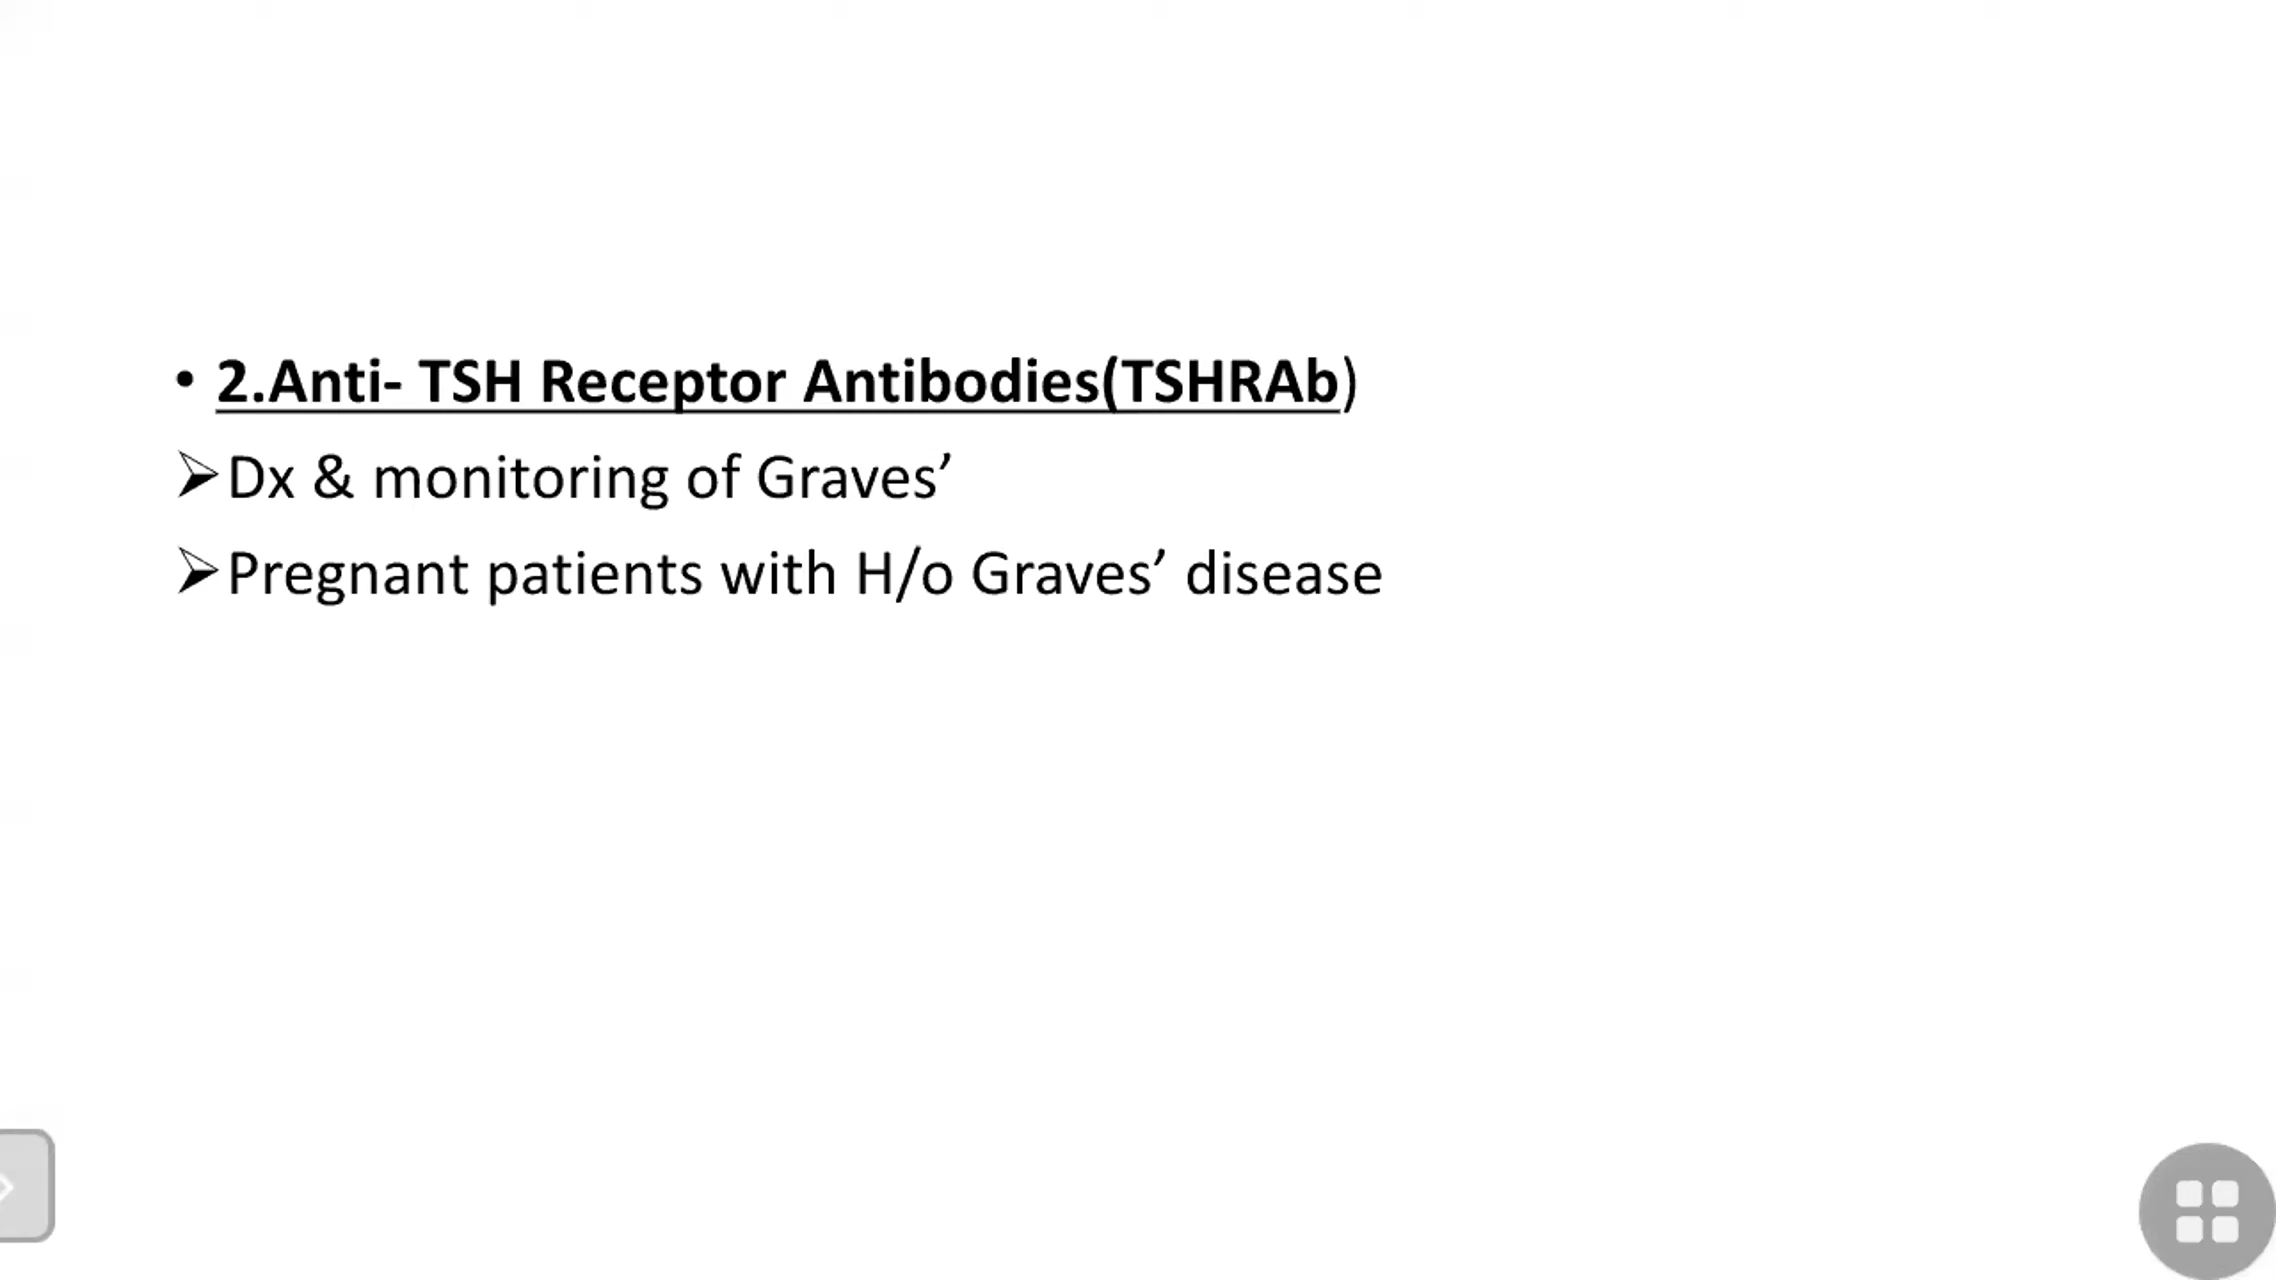 • 2.Anti- TSH Receptor Antibodies(TSHRAb)
➢Dx & monitoring of Graves’
➢Pregnant patients with H/o Graves’ disease